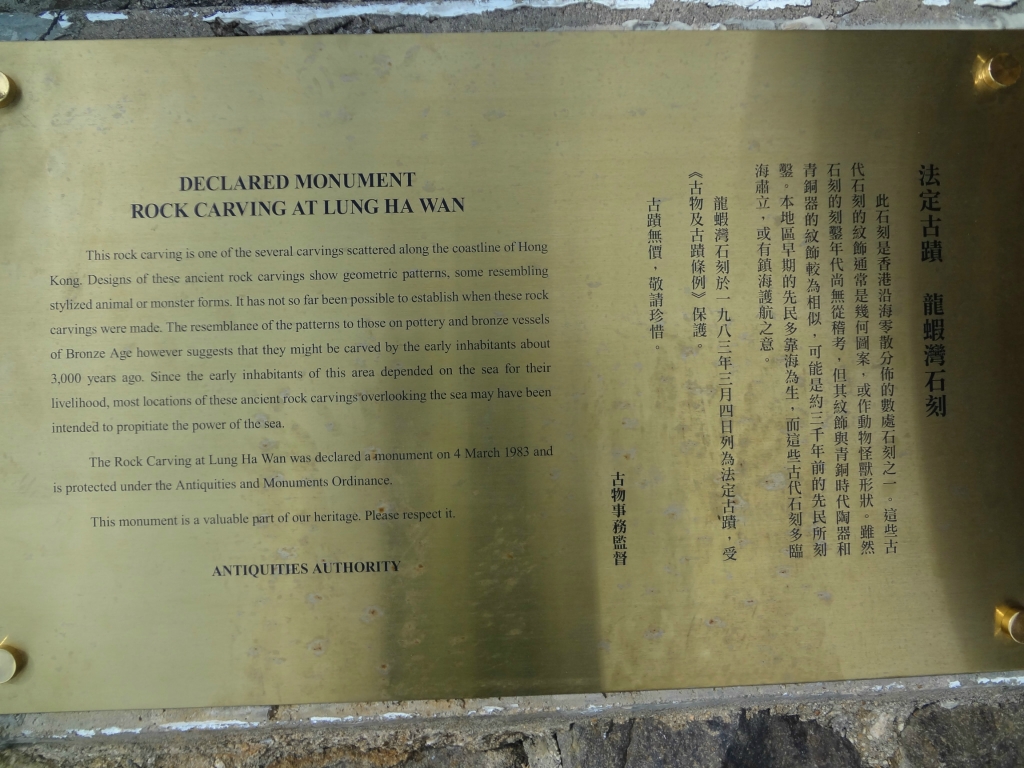 DECLARED MONUMENT
ROCK CARVING AT LUNG HA WAN
This rock carving is one of the several carvings scattered along the coastline of Hong
Kong. Designs of these ancient rock carvings show geometric patterns, some resembling
stylized animal or monster forms. It has not so far been possible to establish when these rock
carvings were made. The resemblance of the patterns to those on pottery and bronze vessels
of Bronze Age however suggests that they might be carved by the early inhabitants about
3,000 years ago. Since the early inhabitants of this area depended on the sea for their
livelihood, most locations of these ancient rock carvings overlooking the sea may have been
intended to propitiate the power of the sea.
The Rock Carving at Lung Ha Wan was declared a monument on 4 March 1983 and
is protected under the Antiquities and Monuments Ordinance.
This monument is a valuable part of our heritage. Please respect it.
ANTIQUITIES AUTHORITY
法定古蹟 龍蝦灣石刻
此石刻是香港沿海零散分佈的數處石刻之一。這些古
代石刻的紋飾通常是幾何圖案，或作動物怪獸形狀。雖然
石刻的刻鑿年代尚無從稽考，但其紋飾與青銅時代陶器和
青銅器的紋飾較為相似，可能是約三千年前的先民所刻
鑿。本地區早期的先民多靠海為生，而這些古代石刻多臨
海肅立，或有鎮海護航之意。
龍蝦灣石刻於一九八三年三月四日列為法定古蹟，受
《古物及古蹟條例》保護。
古蹟無價，敬請珍惜。
古物事務監督